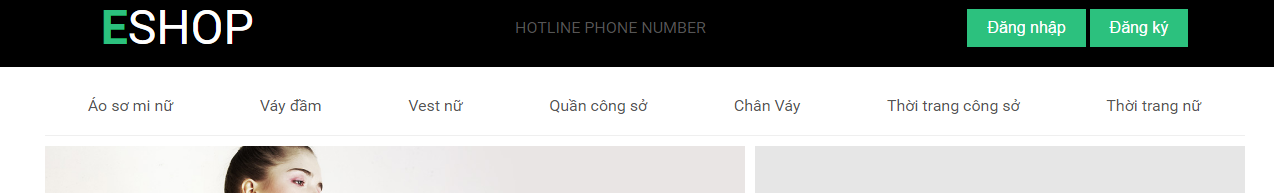 ESHOP
HOTLINE PHONE NUMBER
Đăng nhập
Đăng ký
Áo sơ mi nữ
Váy đầm
Vest nữ
Quần công sở
Chân Váy
Thời trang công sở
Thời trang nữ